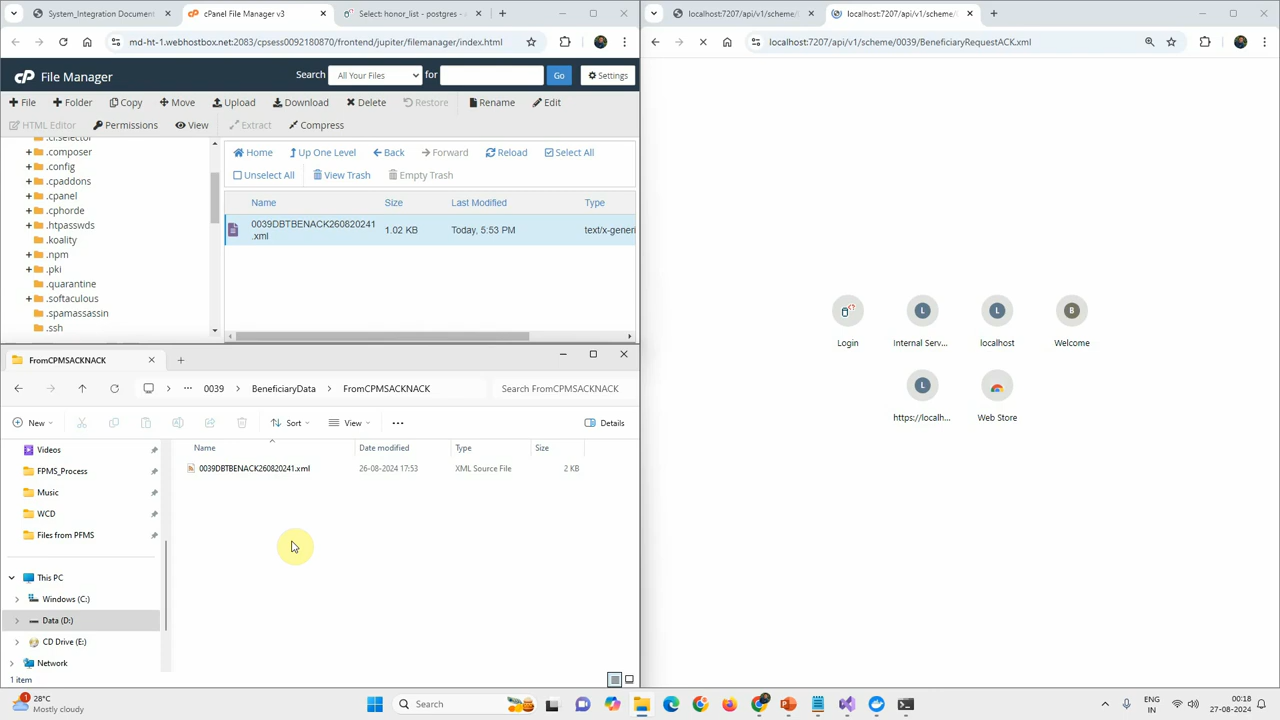 System_Integration Document
cPanel File Manager v3
Select: honor_list - postgres -
md-ht-1.webhostbox.net:2083/cpsess0092180870/frontend/jupiter/filemanager/index.html
cP File Manager
Search
All Your Files
for
Go
Settings
File
Folder
Copy
Move
Upload
Download
Delete
Restore
Rename
Edit
HTML Editor
Permissions
View
Extract
Compress
.cl.selector
.composer
.config
.cpaddons
.cpanel
.cphorde
.htpasswds
.koality
.npm
.pki
.quarantine
.softaculous
.spamassassin
.ssh
Home
Up One Level
Back
Forward
Reload
Select All
Unselect All
View Trash
Empty Trash
Name Size Last Modified Type
0039DBTBENACK260820241
.xml
1.02 KB Today, 5:53 PM text/x-generi
FromCPMSACKNACK
0039 BeneficiaryData FromCPMSACKNACK
Search FromCPMSACKNACK
New
Sort
View
Details
Videos
FPMS_Process
Music
WCD
Files from PFMS
This PC
Windows (C:)
Data (D:)
CD Drive (E:)
Network
Name Date modified Type Size
0039DBTBENACK260820241.xml 26-08-2024 17:53 XML Source File 2 KB
1 item
localhost:7207/api/v1/scheme/
localhost:7207/api/v1/scheme/0
localhost:7207/api/v1/scheme/0039/BeneficiaryRequestACK.xml
L L B
Login Internal Serv... localhost Welcome
L
https://localh... Web Store
28°C
Mostly cloudy
Search
ENG
IN
00:18
27-08-2024